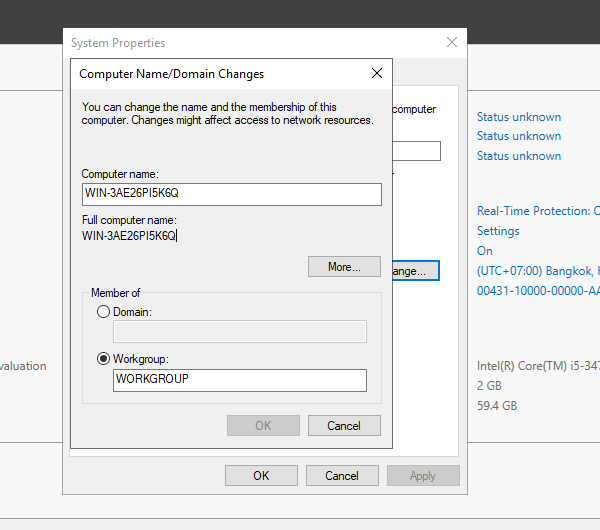 System Properties
Computer Name/Domain Changes
You can change the name and the membership of this
computer. Changes might affect access to network resources.
computer
Computer name:
WIN-3AE26PI5K6Q
Full computer name:
WIN-3AE26PI5K6Q
More...
ange...
Member of
Domain:
Workgroup:
WORKGROUP
OK
Cancel
OK
Cancel
Apply
valuation
Status unknown
Status unknown
Status unknown
Real-Time Protection:
Settings
On
(UTC+07:00) Bangkok,
00431-10000-00000-AA
Intel(R) Core(TM) i5-347
2 GB
59.4 GB